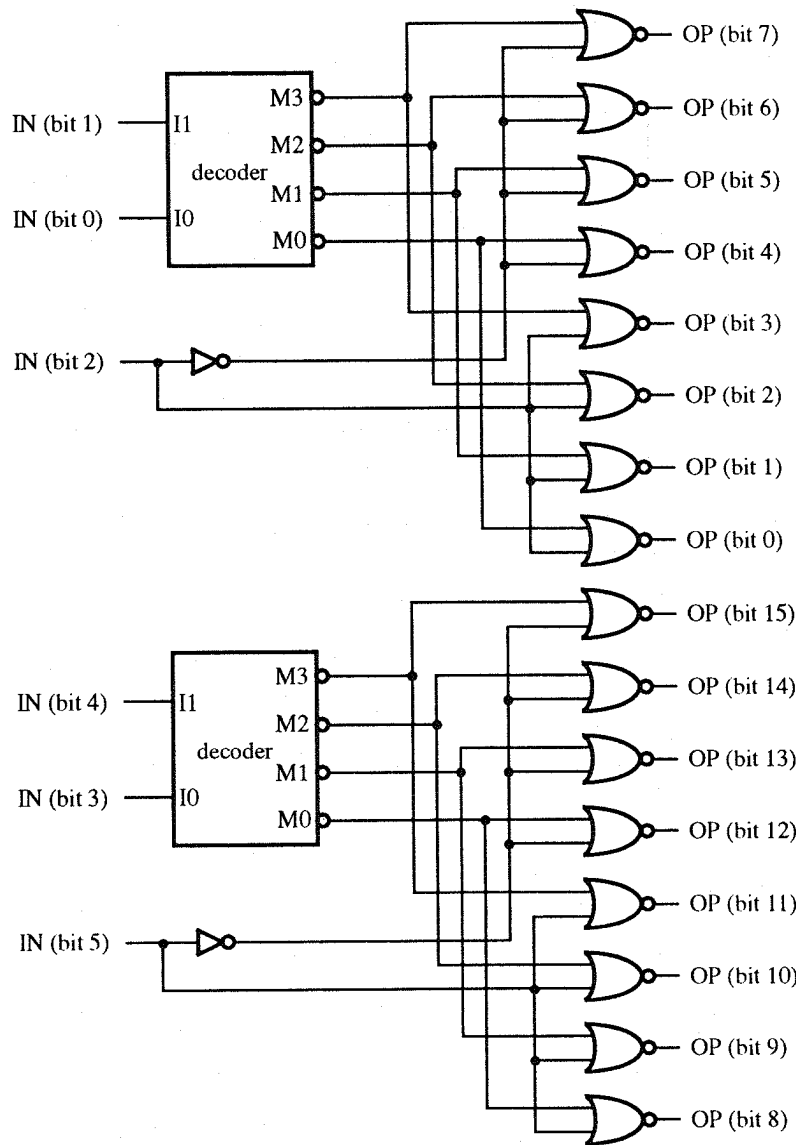 OP (bit 7)
M3
IN (bit 1)
I1
OP (bit 6)
M2
decoder
OP (bit 5)
M1
IN (bit 0)
I0
M0
OP (bit 4)
OP (bit 3)
IN (bit 2)
OP (bit 2)
OP (bit 1)
OP (bit 0)
OP (bit 15)
M3
IN (bit 4)
I1
OP (bit 14)
M2
decoder
OP (bit 13)
M1
IN (bit 3)
I0
M0
OP (bit 12)
OP (bit 11)
IN (bit 5)
OP (bit 10)
OP (bit 9)
OP (bit 8)